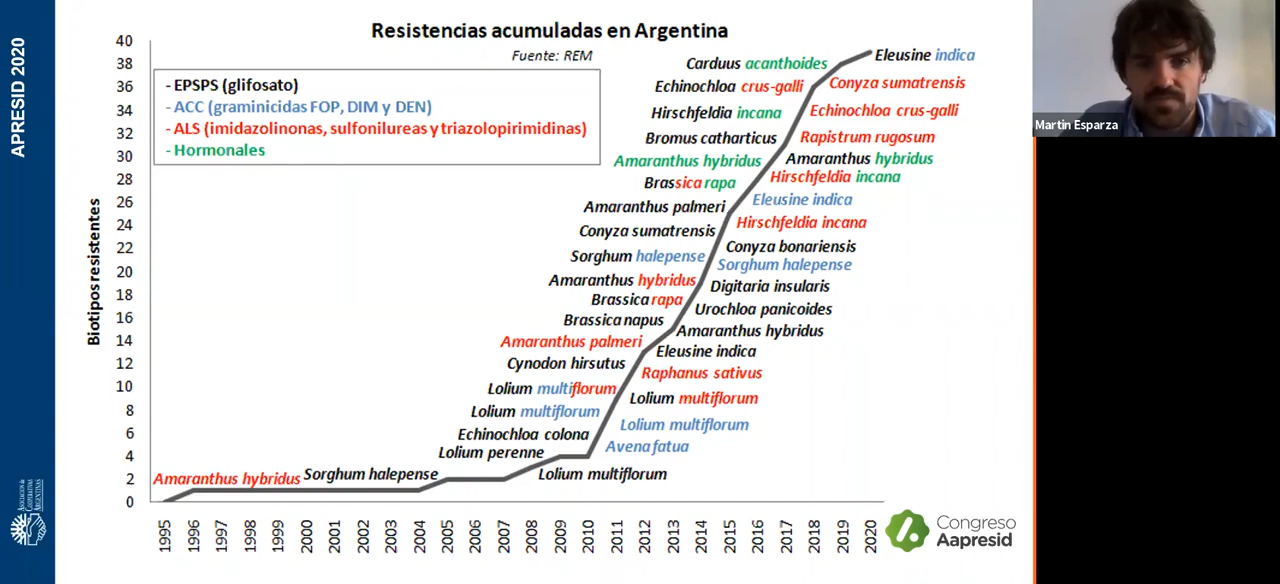 APRESID 2020
Resistencias acumuladas en Argentina
Fuente: REM
- EPSPS (glifosato)
- ACC (graminicidas FOP, DIM y DEN)
- ALS (imidazolinonas, sulfonilureas y triazolopirimidinas)
- Hormonales
Biotipos resistentes
40
38
36
34
32
30
28
26
24
22
20
18
16
14
12
10
8
6
4
2
0
Carduus acanthoides
Eleusine indica
Echinochloa crus-galli
Conyza sumatrensis
Hirschfeldia incana
Echinochloa crus-galli
Bromus catharticus
Rapistrum rugosum
Amaranthus hybridus
Amaranthus hybridus
Brassica rapa
Hirschfeldia incana
Amaranthus palmeri
Eleusine indica
Conyza sumatrensis
Hirschfeldia incana
Sorghum halepense
Conyza bonariensis
Sorghum halepense
Amaranthus hybridus
Digitaria insularis
Brassica rapa
Urochloa panicoides
Brassica napus
Amaranthus hybridus
Amaranthus palmeri
Eleusine indica
Cynodon hirsutus
Raphanus sativus
Lolium multiflorum
Lolium multiflorum
Lolium multiflorum
Lolium multiflorum
Echinochloa colona
Avena fatua
Lolium perenne
Amaranthus hybridus
Sorghum halepense
Lolium multiflorum
1995
1996
1997
1998
1999
2000
2001
2002
2003
2004
2005
2006
2007
2008
2009
2010
2011
2012
2013
2014
2015
2016
2017
2018
2019
2020
Congreso
Aapresid
Martin Esparza